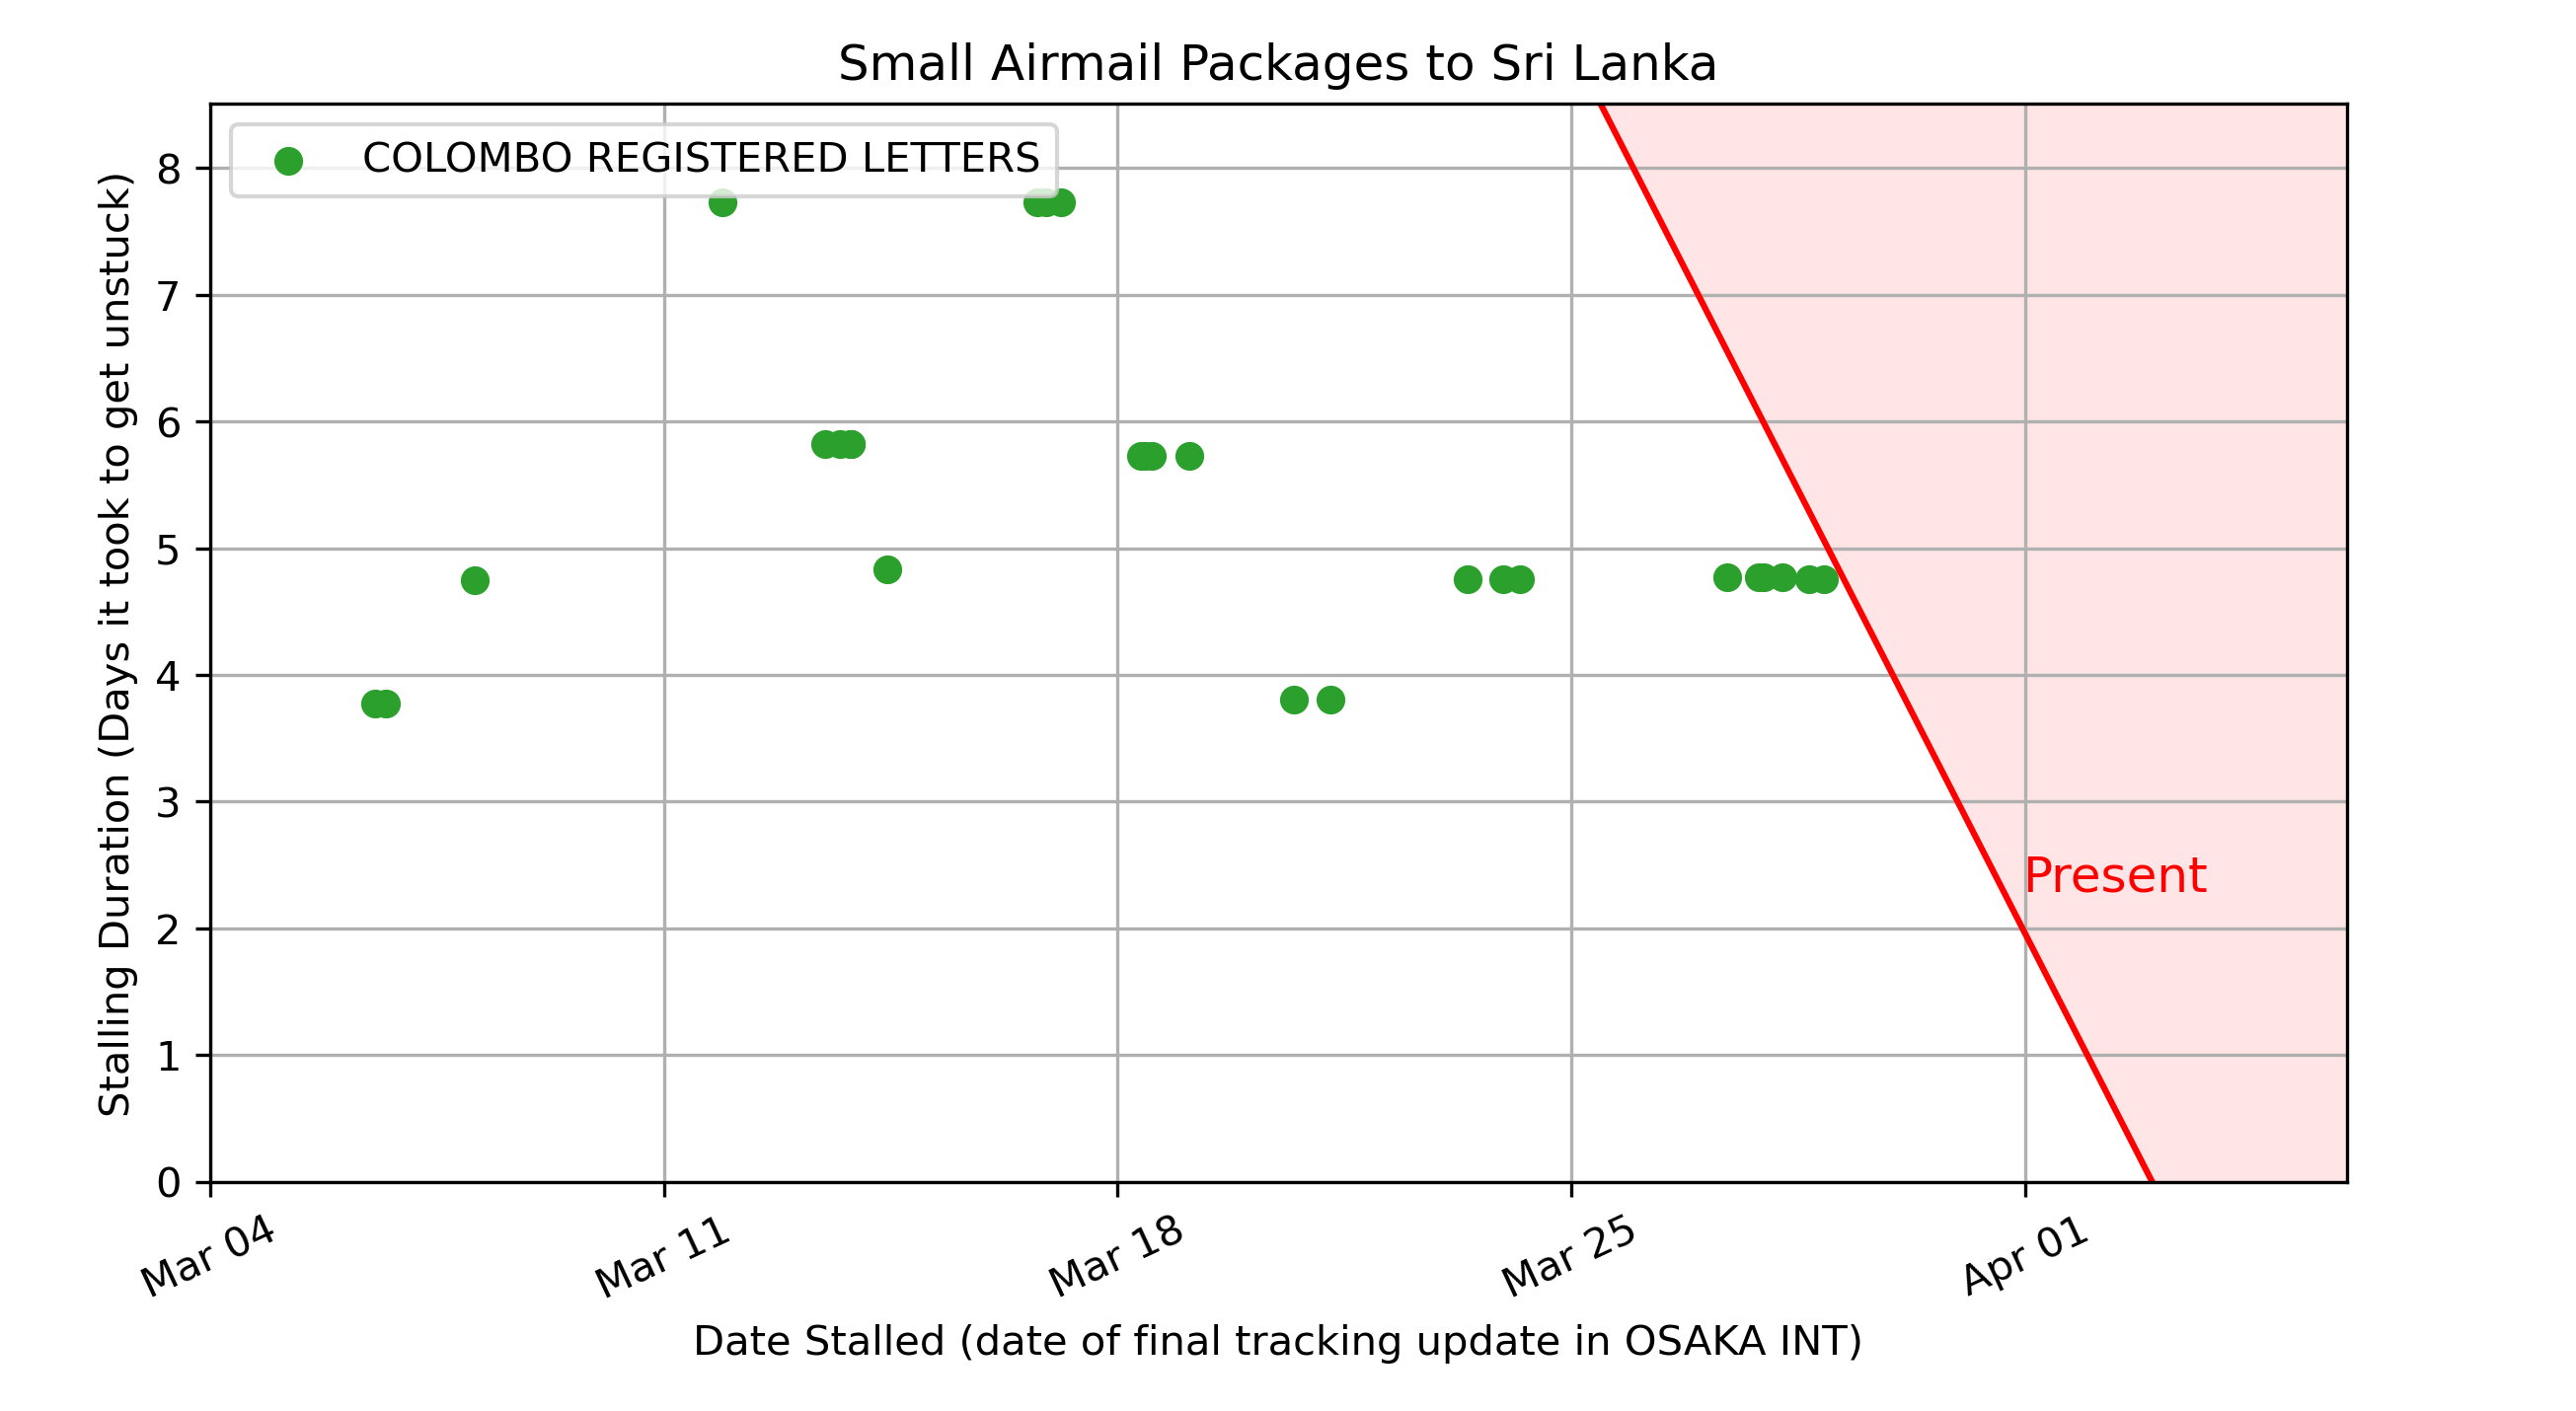 Small Airmail Packages to Sri Lanka
COLOMBO REGISTERED LETTERS
Stalling Duration (Days it took to get unstuck)
8
7
6
5
4
3
2
1
0
Present
Mar 04
Mar 11
Mar 18
Mar 25
Apr 01
Date Stalled (date of final tracking update in OSAKA INT)